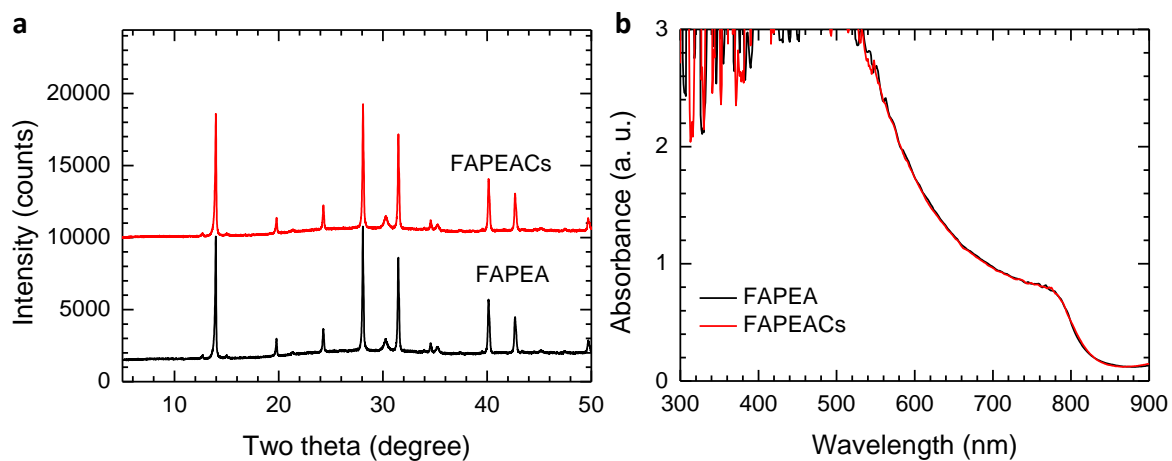 a
Intensity (counts)
20000
15000
10000
5000
0
FAPEACs
FAPEA
10 20 30 40 50
Two theta (degree)
b
Absorbance (a. u.)
3
2
1
0
FAPEA
FAPEACs
300 400 500 600 700 800 900
Wavelength (nm)